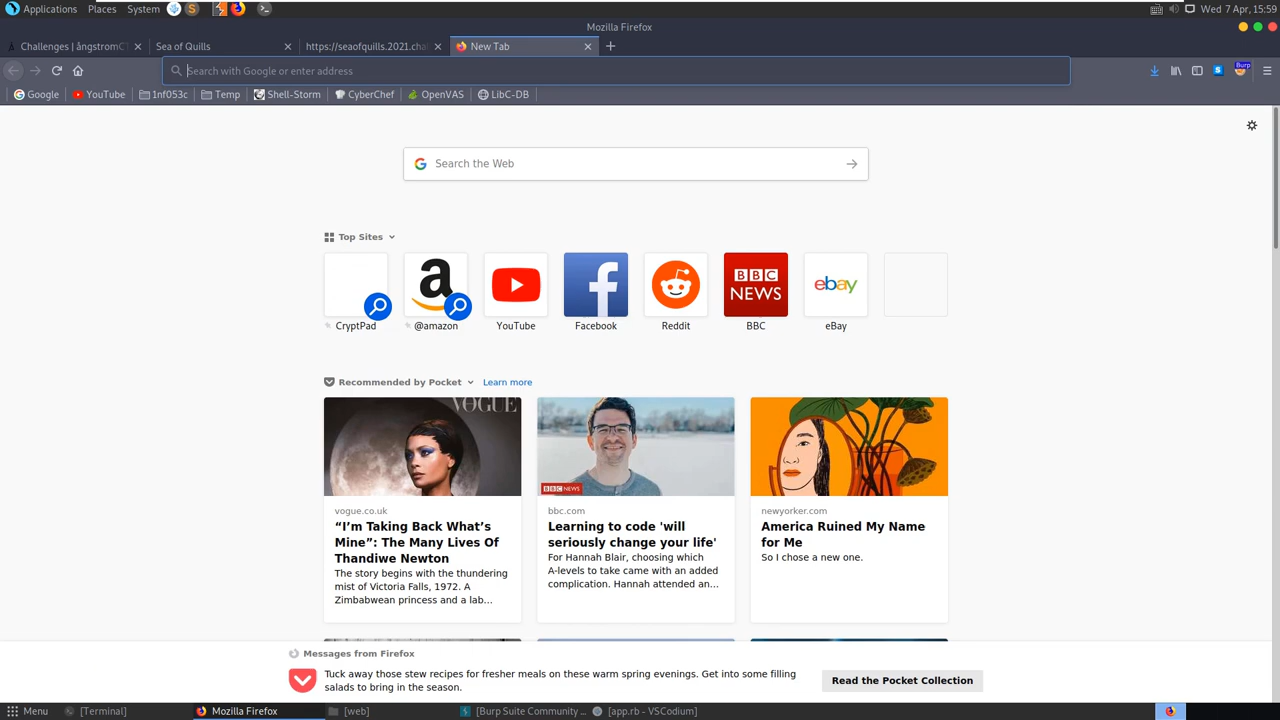 Applications Places System Wed 7 Apr, 15:59
Mozilla Firefox
Challenges | ångstromCT Sea of Quills https://seaofquills.2021.chal New Tab
Search with Google or enter address
Burp
Google YouTube 1nf053c Temp Shell-Storm CyberChef OpenVAS LibC-DB
Search the Web
Top Sites
a
f
BBC
NEWS
ebay
CryptPad @amazon YouTube Facebook Reddit BBC eBay
Recommended by Pocket Learn more
VOGUE
BBC NEWS
vogue.co.uk
“I’m Taking Back What’s
Mine”: The Many Lives Of
Thandiwe Newton
The story begins with the thundering
mist of Victoria Falls, 1972. A
Zimbabwean princess and a lab...
bbc.com
Learning to code 'will
seriously change your life'
For Hannah Blair, choosing which
A-levels to take came with an added
complication. Hannah attended an...
newyorker.com
America Ruined My Name
for Me
So I chose a new one.
Messages from Firefox
Tuck away those stew recipes for fresher meals on these warm spring evenings. Get into some filling
salads to bring in the season.
Read the Pocket Collection
Menu [Terminal] Mozilla Firefox [web] [Burp Suite Community ... [app.rb - VSCodium]